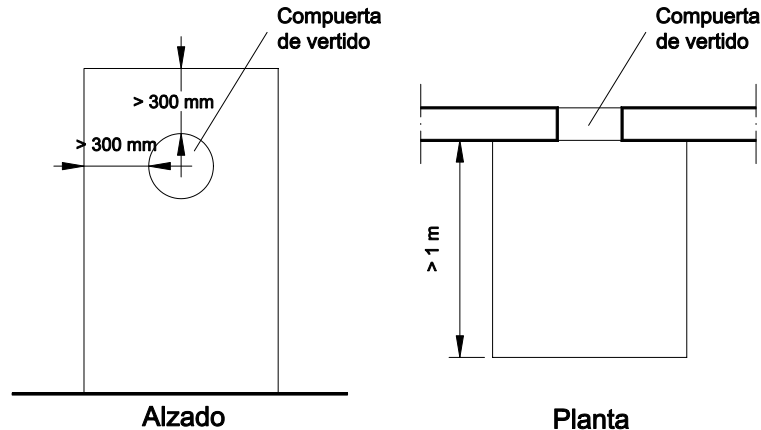 Compuerta
de vertido
> 300 mm
> 300 mm
Alzado
Compuerta
de vertido
> 1 m
Planta